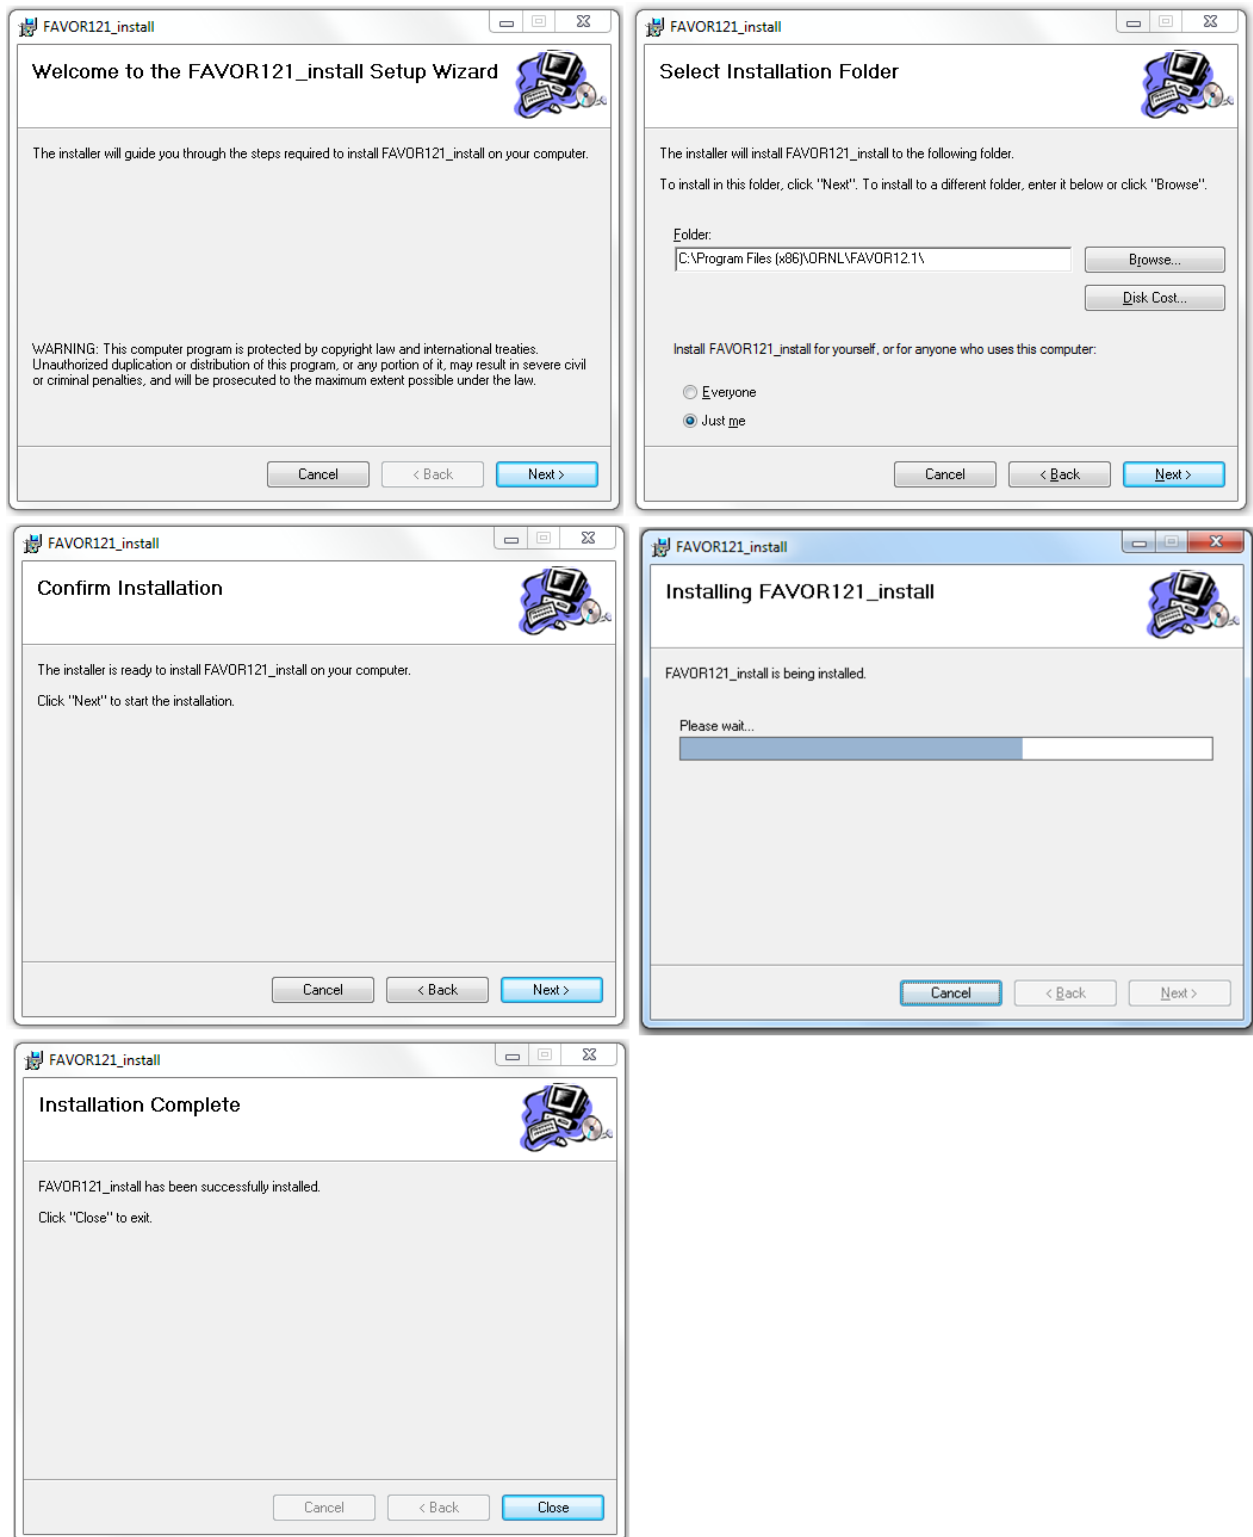 FAVOR121_install
Welcome to the FAVOR121_install Setup Wizard
The installer will guide you through the steps required to install FAVOR121_install on your computer.
WARNING: This computer program is protected by copyright law and international treaties.
Unauthorized duplication or distribution of this program, or any portion of it, may result in severe civil
or criminal penalties, and will be prosecuted to the maximum extent possible under the law.
Cancel < Back Next >
FAVOR121_install
Select Installation Folder
The installer will install FAVOR121_install to the following folder.
To install in this folder, click "Next". To install to a different folder, enter it below or click "Browse".
Folder:
C:\Program Files (x86)\ORNL\FAVOR12.1\
Browse...
Disk Cost...
Install FAVOR121_install for yourself, or for anyone who uses this computer:
Everyone
Just me
Cancel < Back Next >
FAVOR121_install
Confirm Installation
The installer is ready to install FAVOR121_install on your computer.
Click "Next" to start the installation.
Cancel < Back Next >
FAVOR121_install
Installing FAVOR121_install
FAVOR121_install is being installed.
Please wait...
Cancel < Back Next >
FAVOR121_install
Installation Complete
FAVOR121_install has been successfully installed.
Click "Close" to exit.
Cancel < Back Close